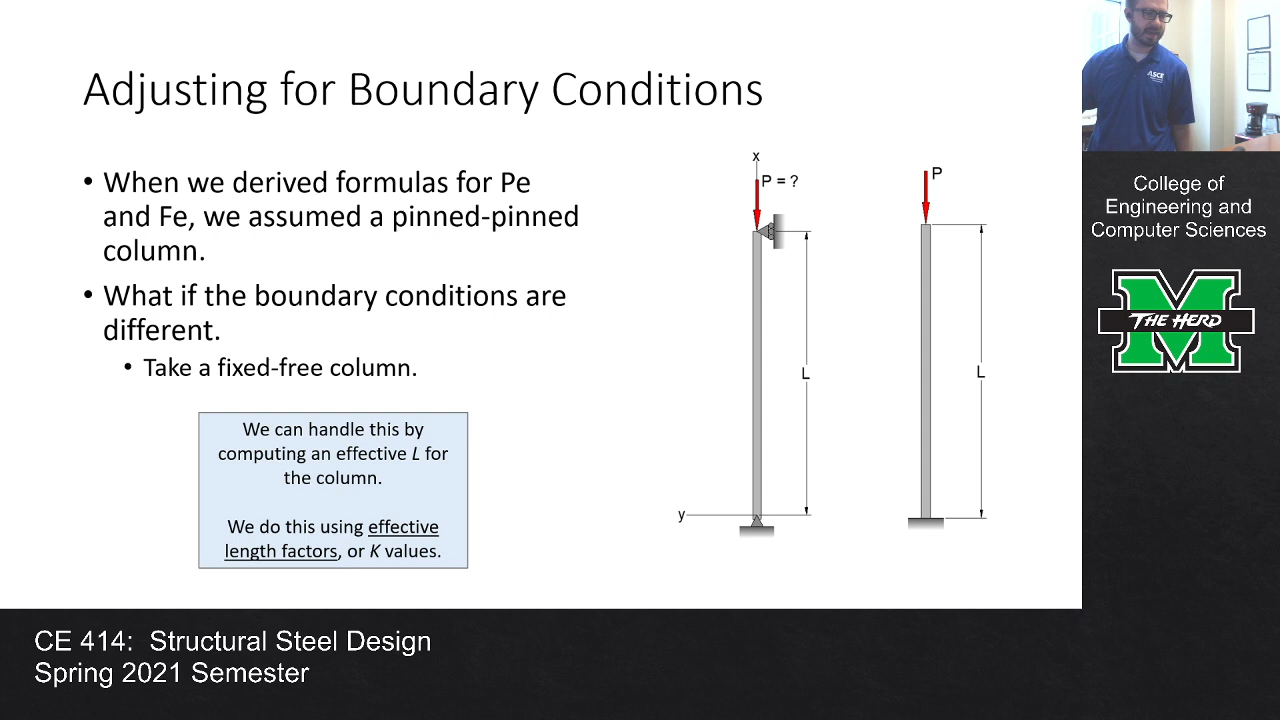 Adjusting for Boundary Conditions
• When we derived formulas for Pe
and Fe, we assumed a pinned-pinned
column.
• What if the boundary conditions are
different.
• Take a fixed-free column.
We can handle this by
computing an effective L for
the column.
We do this using effective
length factors, or K values.
x
P = ?
L
y
P
L
ASCE
College of
Engineering and
Computer Sciences
THE HERD
CE 414:  Structural Steel Design
Spring 2021 Semester